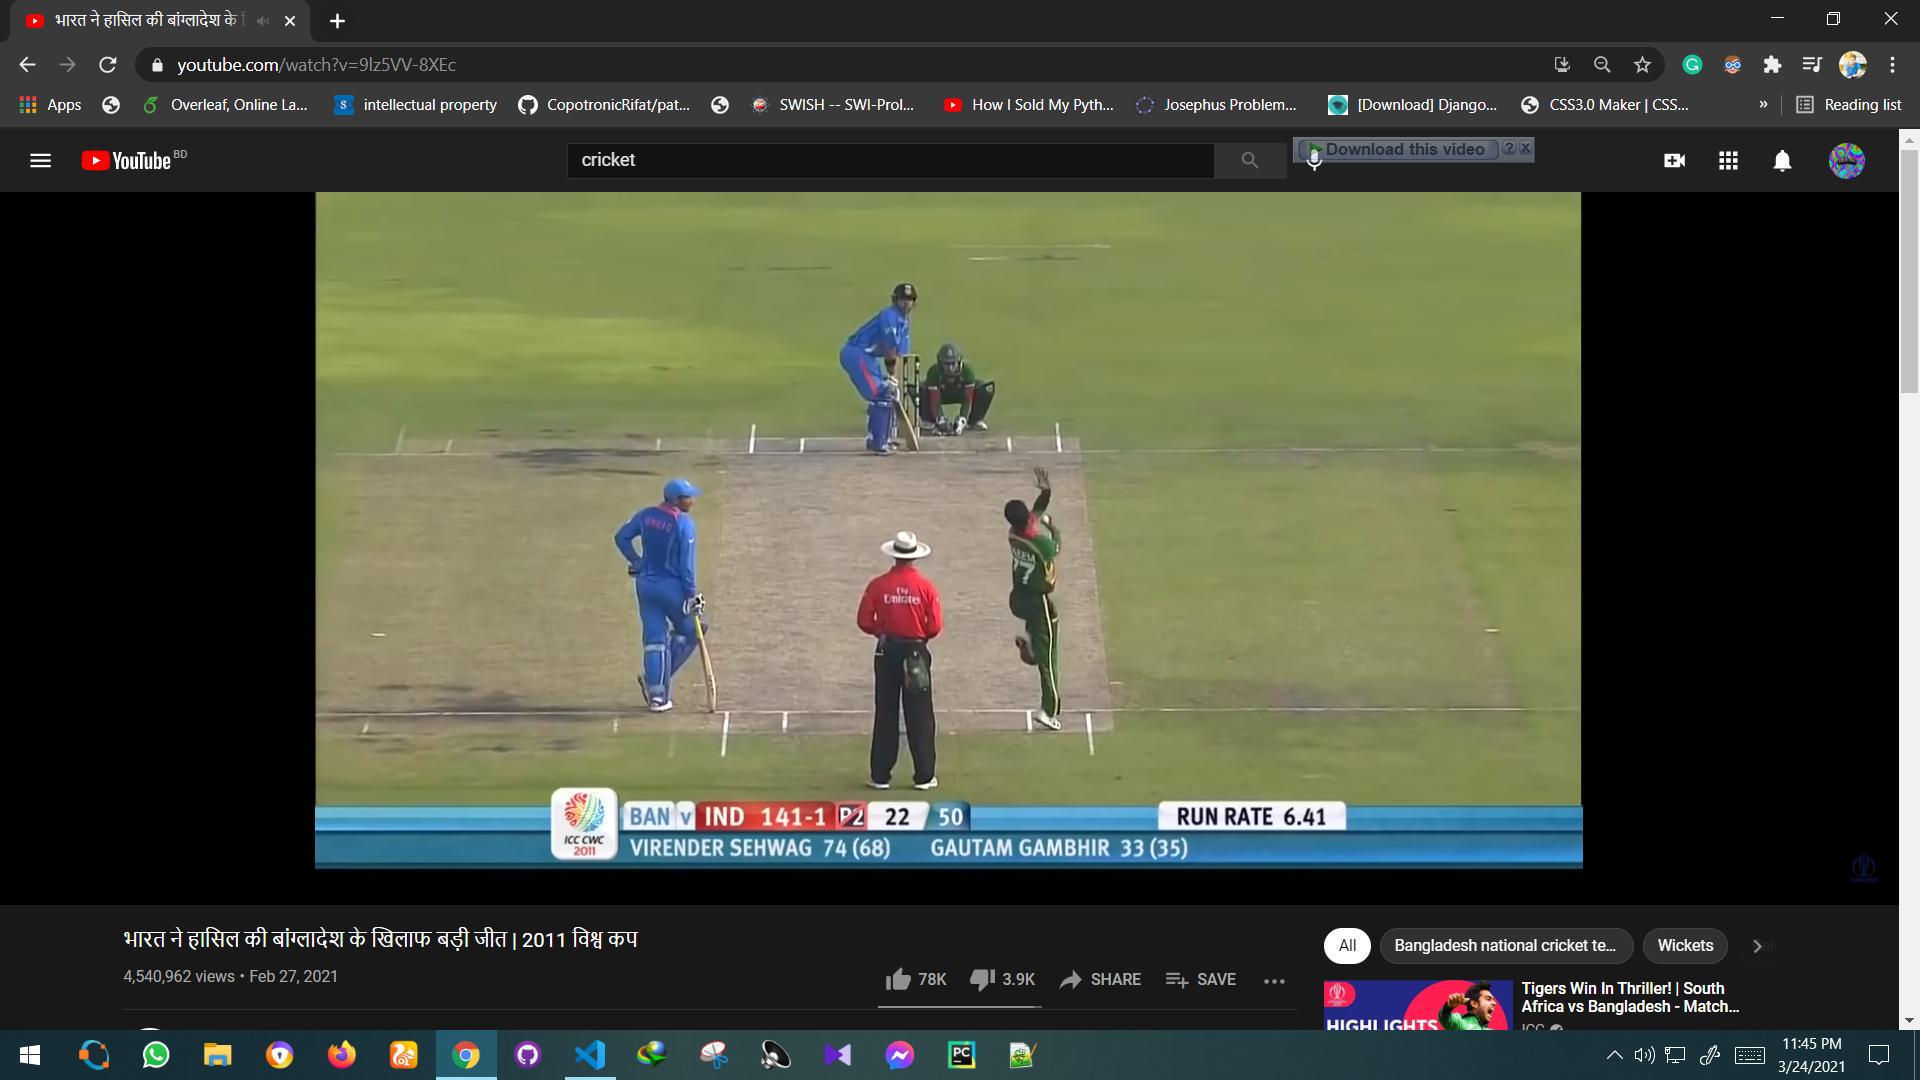 भारत ने हासिल की बांग्लादेश के
youtube.com/watch?v=9lz5VV-8XEc
Apps
Overleaf, Online La...
intellectual property
CopotronicRifat/pat...
SWISH -- SWI-Prol...
How I Sold My Pyth...
Josephus Problem...
[Download] Django...
CSS3.0 Maker | CSS...
»
Reading list
YouTube BD
cricket
Download this video
SEHWAG
Fly Emirates
77
ICC CWC
2011
BAN v IND 141-1 P2 22 50
RUN RATE 6.41
VIRENDER SEHWAG 74 (68) GAUTAM GAMBHIR 33 (35)
भारत ने हासिल की बांग्लादेश के खिलाफ बड़ी जीत | 2011 विश्व कप
4,540,962 views • Feb 27, 2021
78K
3.9K
SHARE
SAVE
All
Bangladesh national cricket te...
Wickets
HIGHLIGHTS
Tigers Win In Thriller! | South
Africa vs Bangladesh - Match...
ICC
PC
11:45 PM
3/24/2021